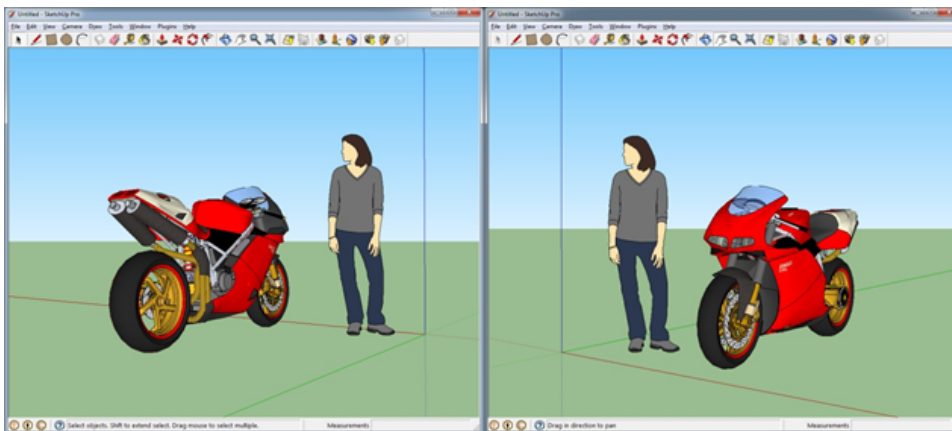 Untitled - SketchUp Pro
File Edit View Camera Draw Tools Window Plugins Help
Select objects. Shift to extend select. Drag mouse to select multiple.
Measurements
Untitled - SketchUp Pro
File Edit View Camera Draw Tools Window Plugins Help
Drag in direction to pan
Measurements